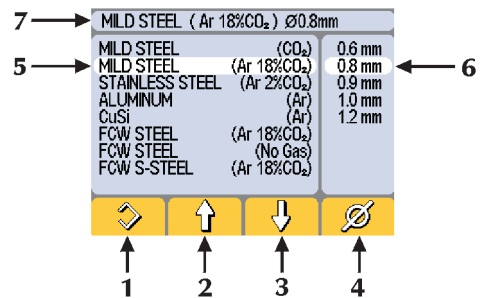 7 MILD STEEL ( Ar 18%CO₂ ) Ø0.8mm
MILD STEEL (CO₂) 0.6 mm
5 MILD STEEL (Ar 18%CO₂) 0.8 mm 6
STAINLESS STEEL (Ar 2%CO₂) 0.9 mm
ALUMINUM (Ar) 1.0 mm
CuSi (Ar) 1.2 mm
FCW STEEL (Ar 18%CO₂)
FCW STEEL (No Gas)
FCW S-STEEL (Ar 18%CO₂)
Ø
1 2 3 4